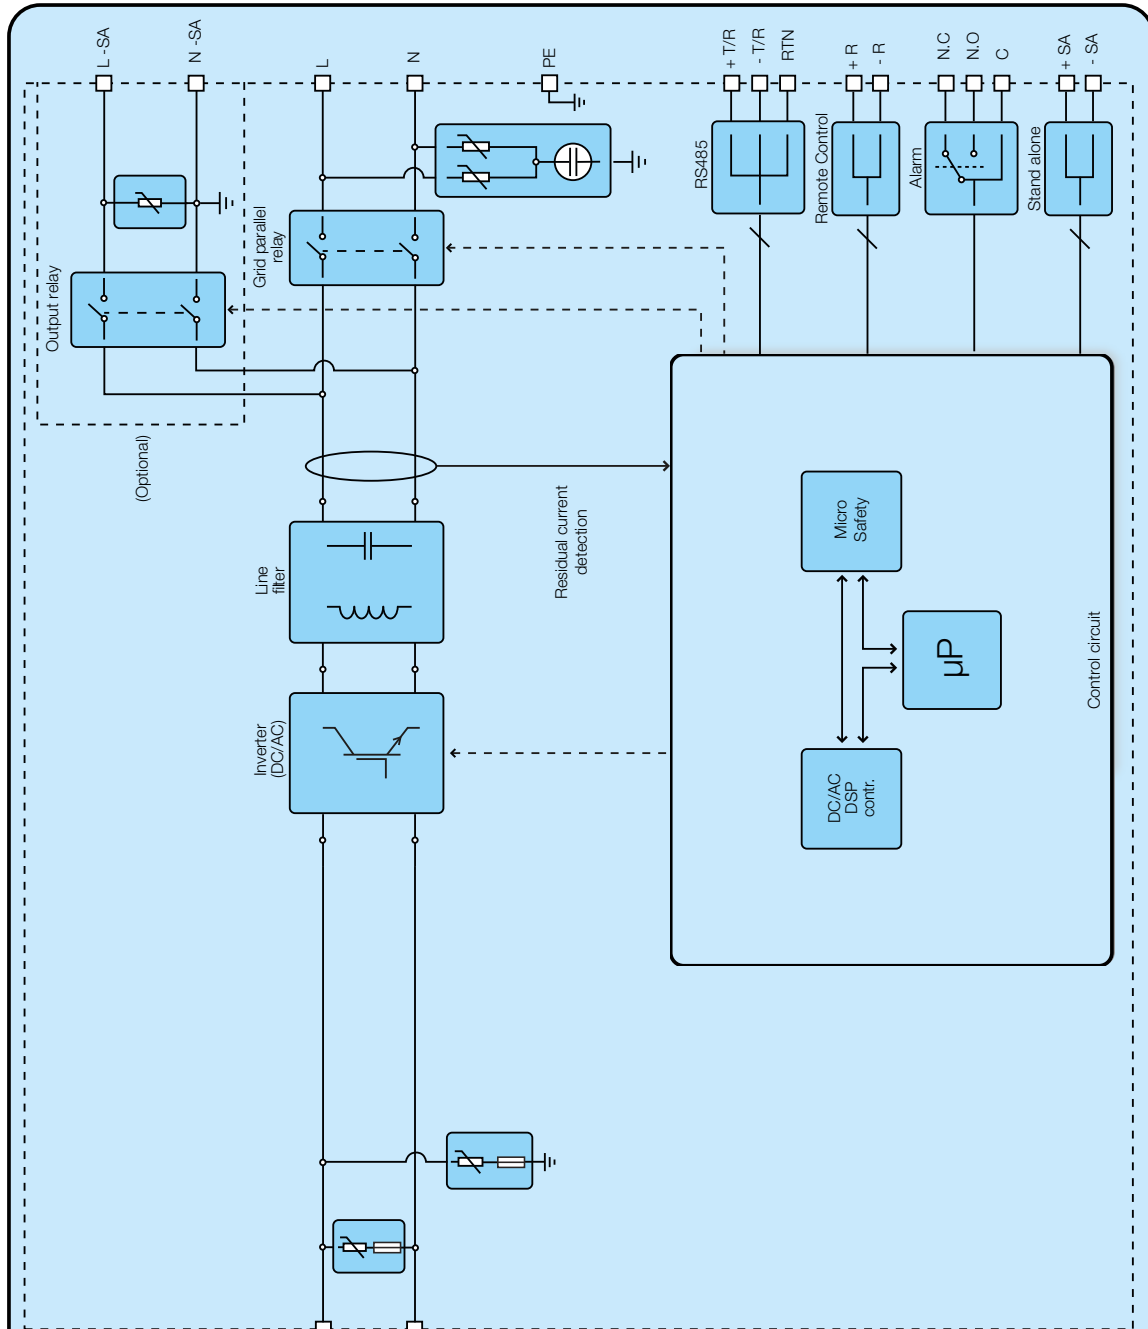 L -SA
N -SA
L
N
PE
+ T/R
- T/R
RTN
+ R
- R
N.C
N.O
C
+ SA
- SA
RS485
Remote Control
Alarm
Stand alone
Output relay
Grid parallel
relay
(Optional)
Line
filter
Residual current
detection
Inverter
(DC/AC)
Micro
Safety
µP
DC/AC
DSP
contr.
Control circuit